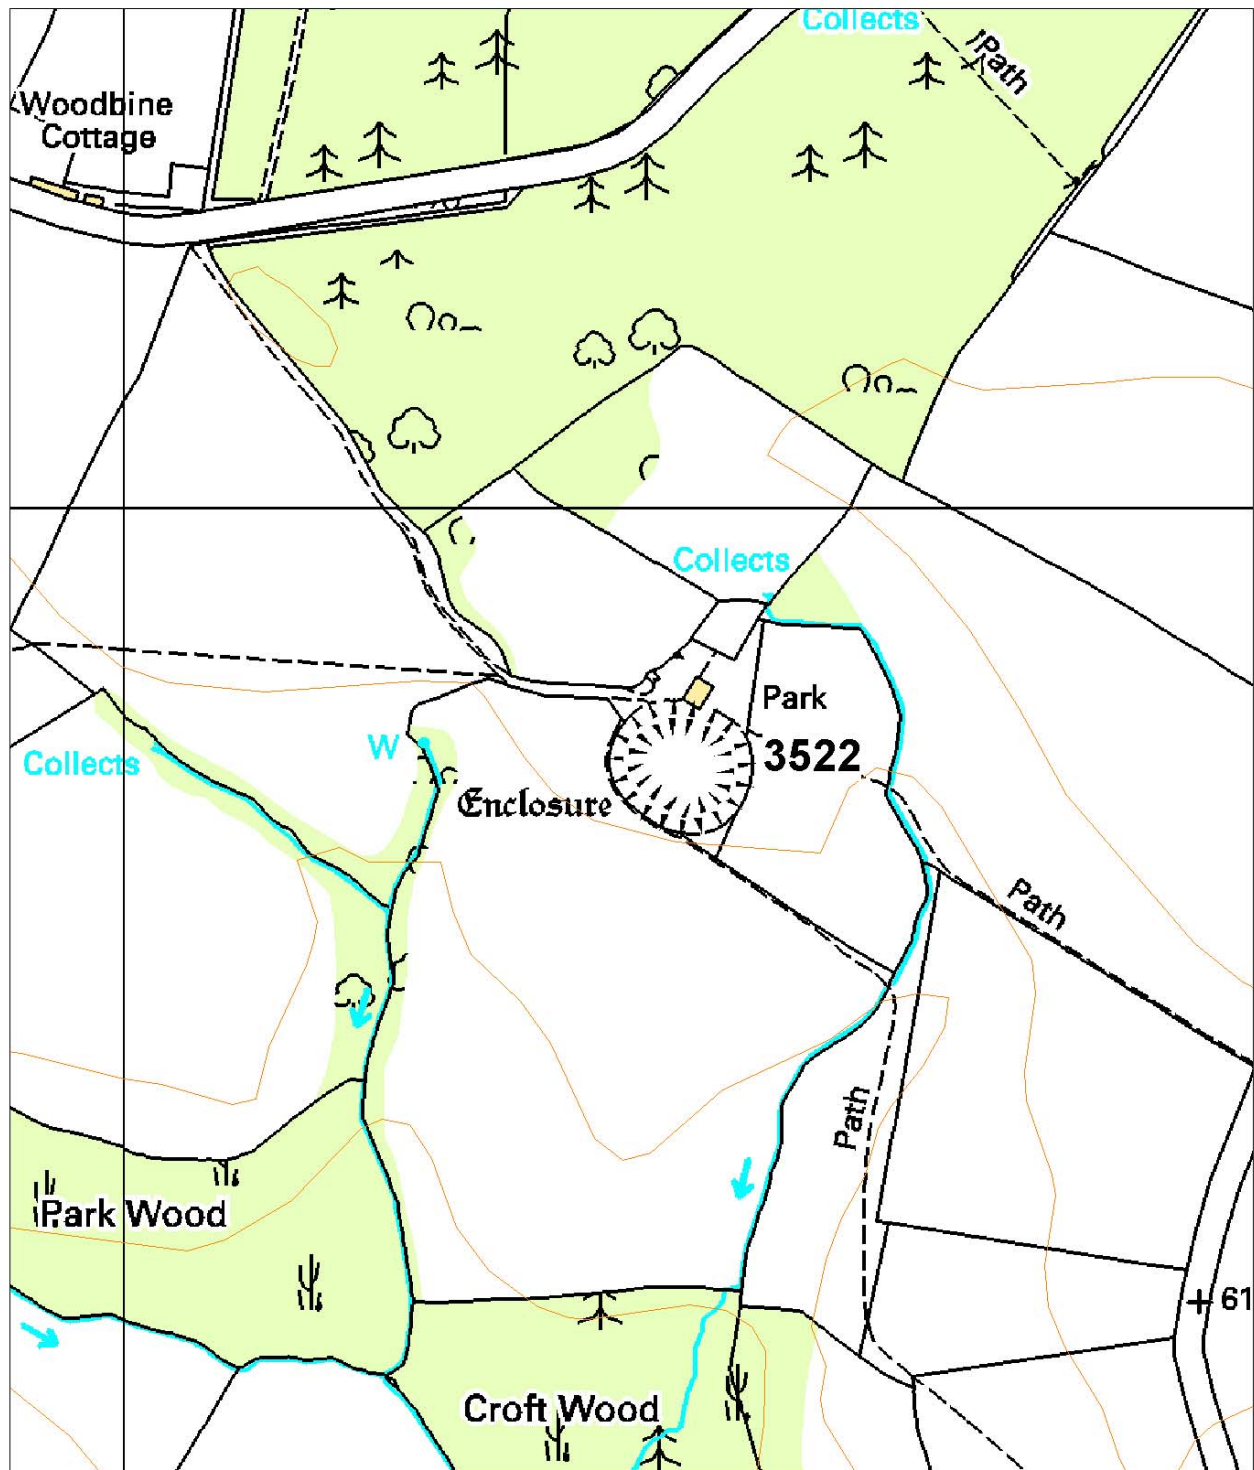 Collects
Path
Woodbine
Cottage
Collects
Park
3522
W
Collects
Enclosure
Path
Path
Park Wood
61
Croft Wood